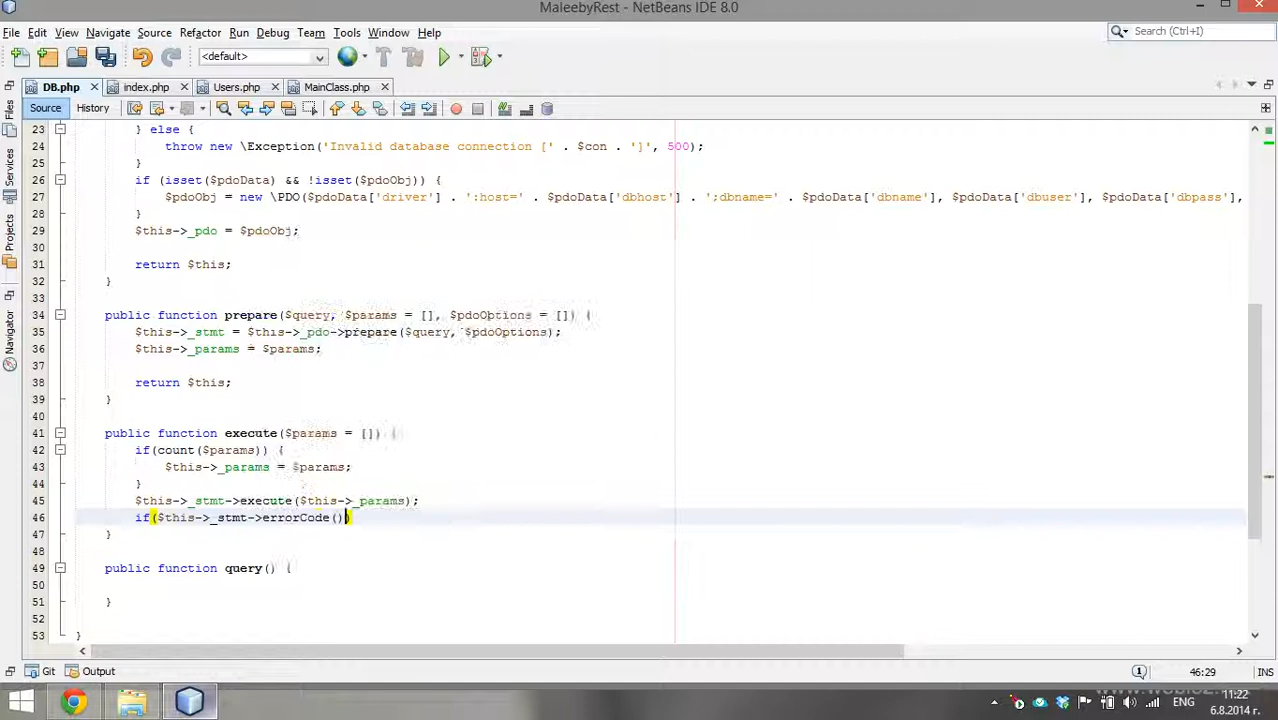 MaleebyRest - NetBeans IDE 8.0
File Edit View Navigate Source Refactor Run Debug Team Tools Window Help
Search (Ctrl+I)
<default>
DB.php index.php Users.php MainClass.php
Source History
Files
Services
Projects
Navigator
23 } else {
24 throw new \Exception('Invalid database connection [' . $con . ']', 500);
25 }
26 if (isset($pdoData) && !isset($pdoObj)) {
27 $pdoObj = new \PDO($pdoData['driver'] . ':host=' . $pdoData['dbhost'] . ';dbname=' . $pdoData['dbname'], $pdoData['dbuser'], $pdoData['dbpass'],
28 }
29 $this->_pdo = $pdoObj;
30
31 return $this;
32 }
33
34 public function prepare($query, $params = [], $pdoOptions = []) {
35 $this->_stmt = $this->_pdo->prepare($query, $pdoOptions);
36 $this->_params = $params;
37
38 return $this;
39 }
40
41 public function execute($params = []) {
42 if(count($params)) {
43 $this->_params = $params;
44 }
45 $this->_stmt->execute($this->_params);
46 if($this->_stmt->errorCode())
47 }
48
49 public function query() {
50
51 }
52
53 }
Git Output
1 46:29 INS
ENG
11:22
6.8.2014 г.